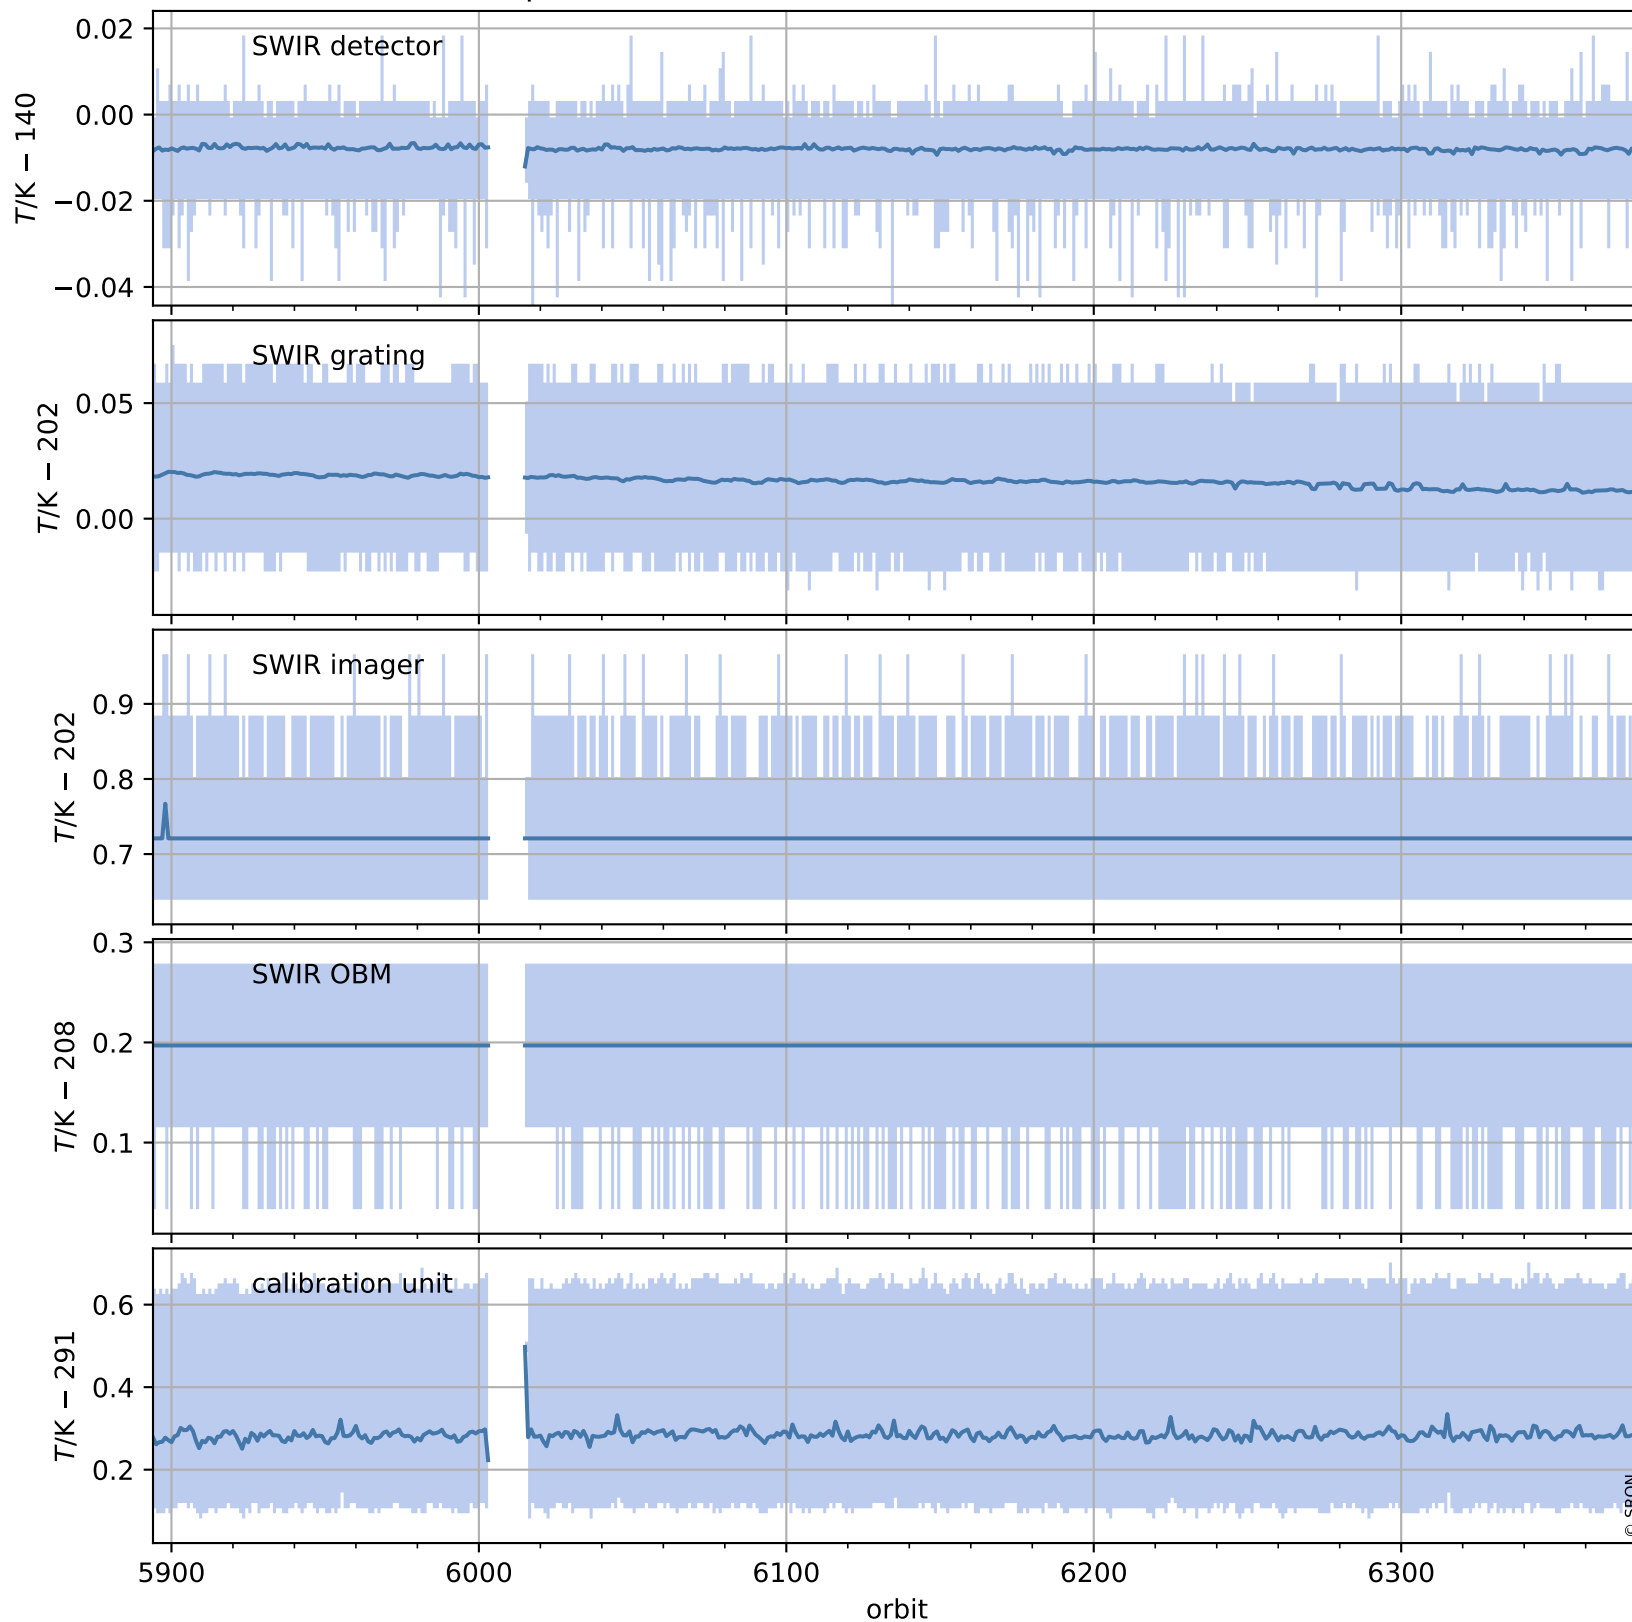 0.02
0.00
−0.02
−0.04
T/K − 140
SWIR detector
0.05
0.00
T/K − 202
SWIR grating
0.9
0.8
0.7
T/K − 202
SWIR imager
0.3
0.2
0.1
T/K − 208
SWIR OBM
0.6
0.4
0.2
T/K − 291
calibration unit
© SRON
5900 6000 6100 6200 6300
orbit